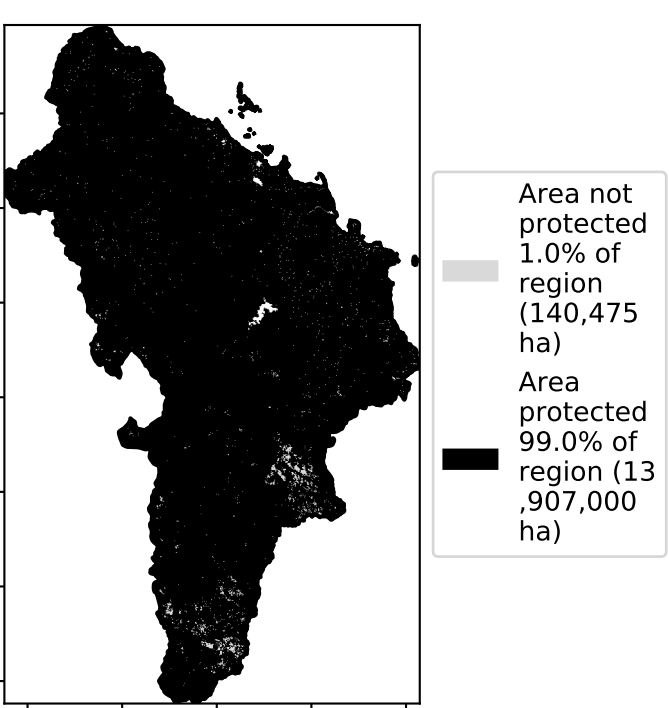 Area not
protected
1.0% of
region
(140,475
ha)
Area
protected
99.0% of
region (13
,907,000
ha)